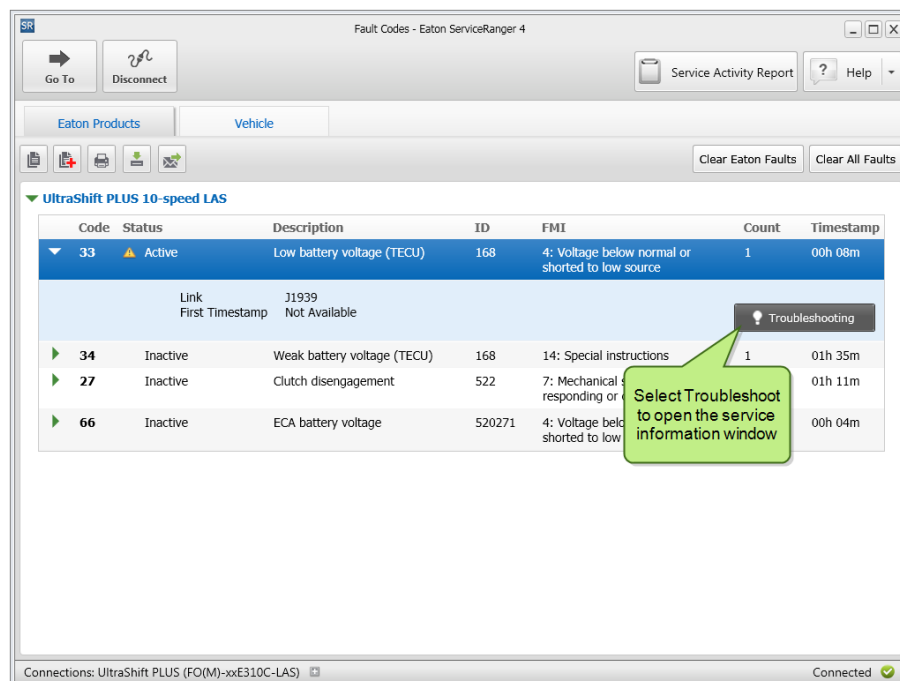 SR
Fault Codes - Eaton ServiceRanger 4
Go To
Disconnect
Service Activity Report
? Help
Eaton Products Vehicle
Clear Eaton Faults Clear All Faults
UltraShift PLUS 10-speed LAS
Code Status Description ID FMI Count Timestamp
33 Active Low battery voltage (TECU) 168 4: Voltage below normal or 1 00h 08m
shorted to low source
Link J1939
First Timestamp Not Available
Troubleshooting
34 Inactive Weak battery voltage (TECU) 168 14: Special instructions 1 01h 35m
27 Inactive Clutch disengagement 522 7: Mechanical 01h 11m
responding or
66 Inactive ECA battery voltage 520271 4: Voltage 00h 04m
shorted to low
Select Troubleshoot
to open the service
information window
Connections: UltraShift PLUS (FO(M)-xxE310C-LAS) Connected